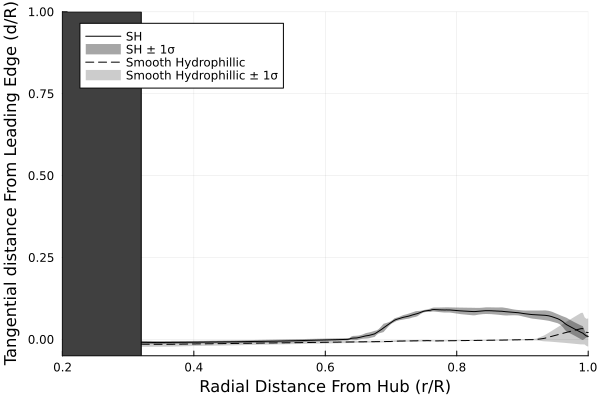 Tangential distance From Leading Edge (d/R)
1.00
0.75
0.50
0.25
0.00
SH
SH ± 1σ
Smooth Hydrophillic
Smooth Hydrophillic ± 1σ
0.2 0.4 0.6 0.8 1.0
Radial Distance From Hub (r/R)